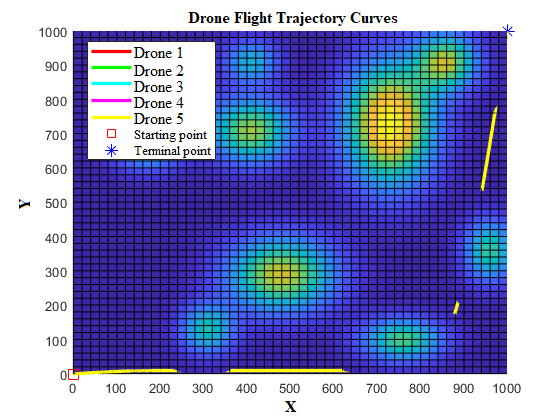 Drone Flight Trajectory Curves
Drone 1
Drone 2
Drone 3
Drone 4
Drone 5
Starting point
Terminal point
1000
900
800
700
600
500
400
300
200
100
0
Y
0 100 200 300 400 500 600 700 800 900 1000
X